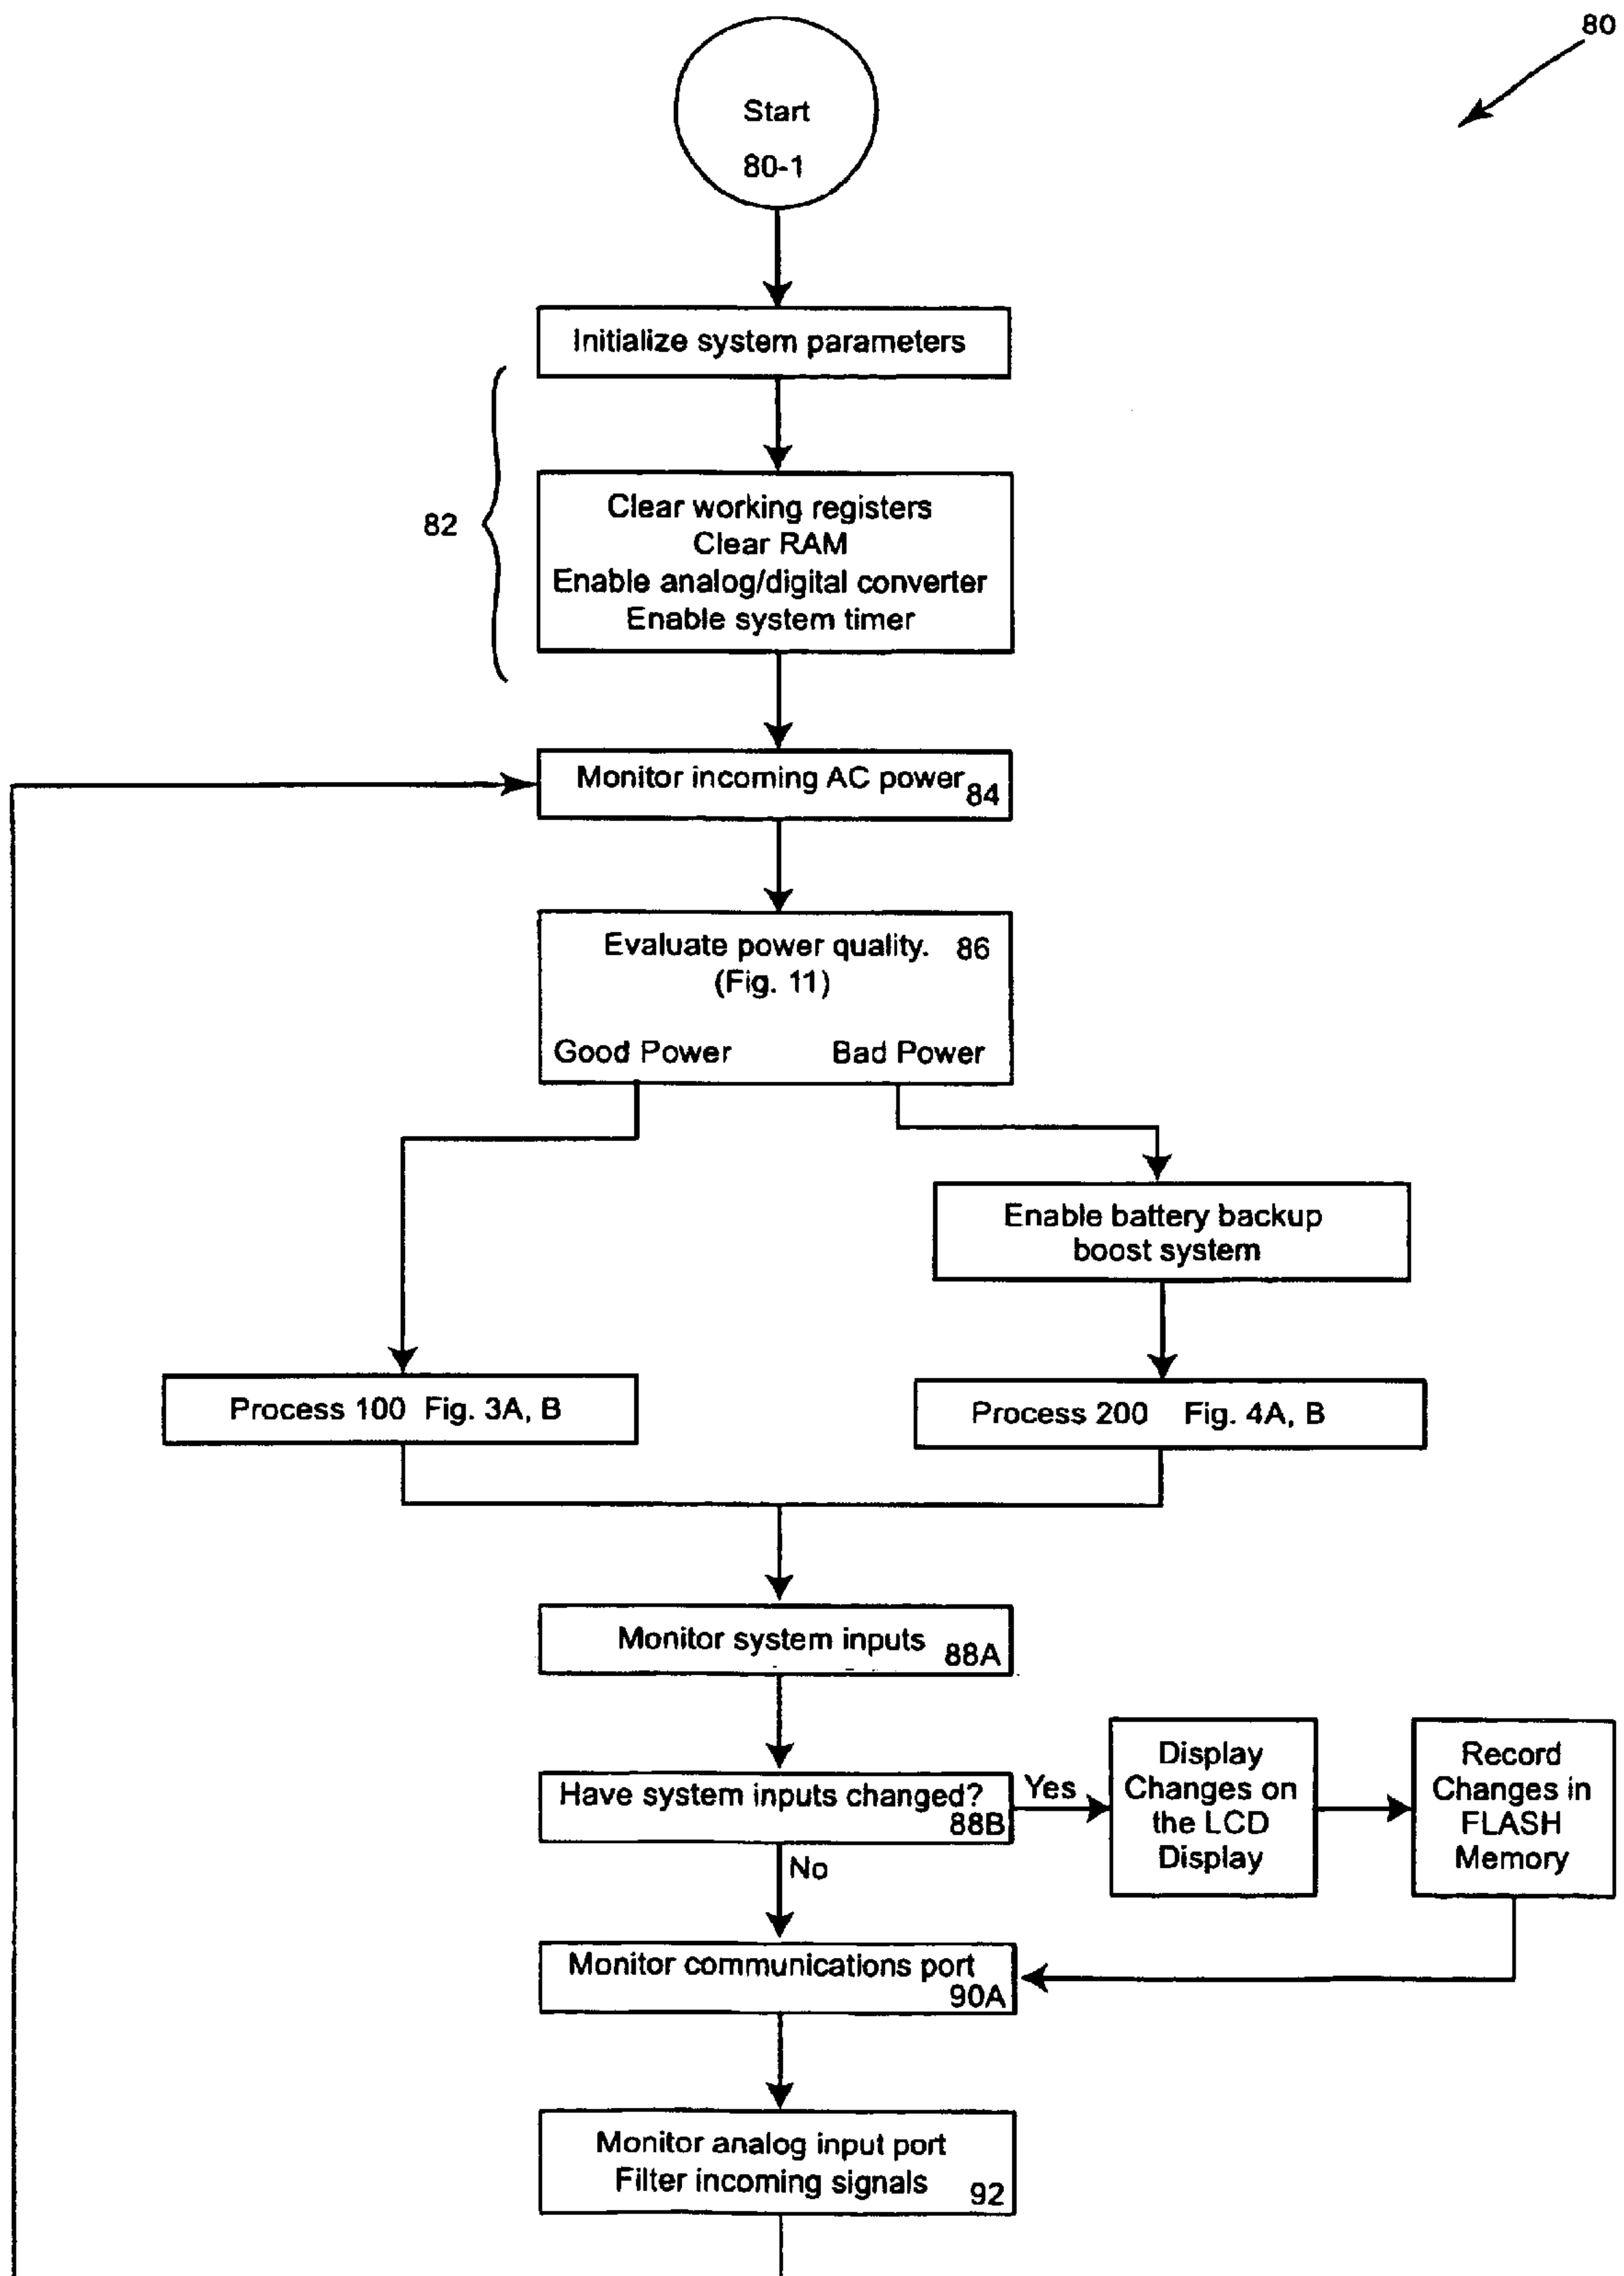 80
Start
80-1
Initialize system parameters
82
Clear working registers
Clear RAM
Enable analog/digital converter
Enable system timer
Monitor incoming AC power
84
Evaluate power quality. 86
(Fig. 11)
Good Power Bad Power
Enable battery backup
boost system
Process 100 Fig. 3A, B
Process 200 Fig. 4A, B
Monitor system inputs
88A
Have system inputs changed?
88B
Yes
Display
Changes on
the LCD
Display
Record
Changes in
FLASH
Memory
No
Monitor communications port
90A
Monitor analog input port
Filter incoming signals
92